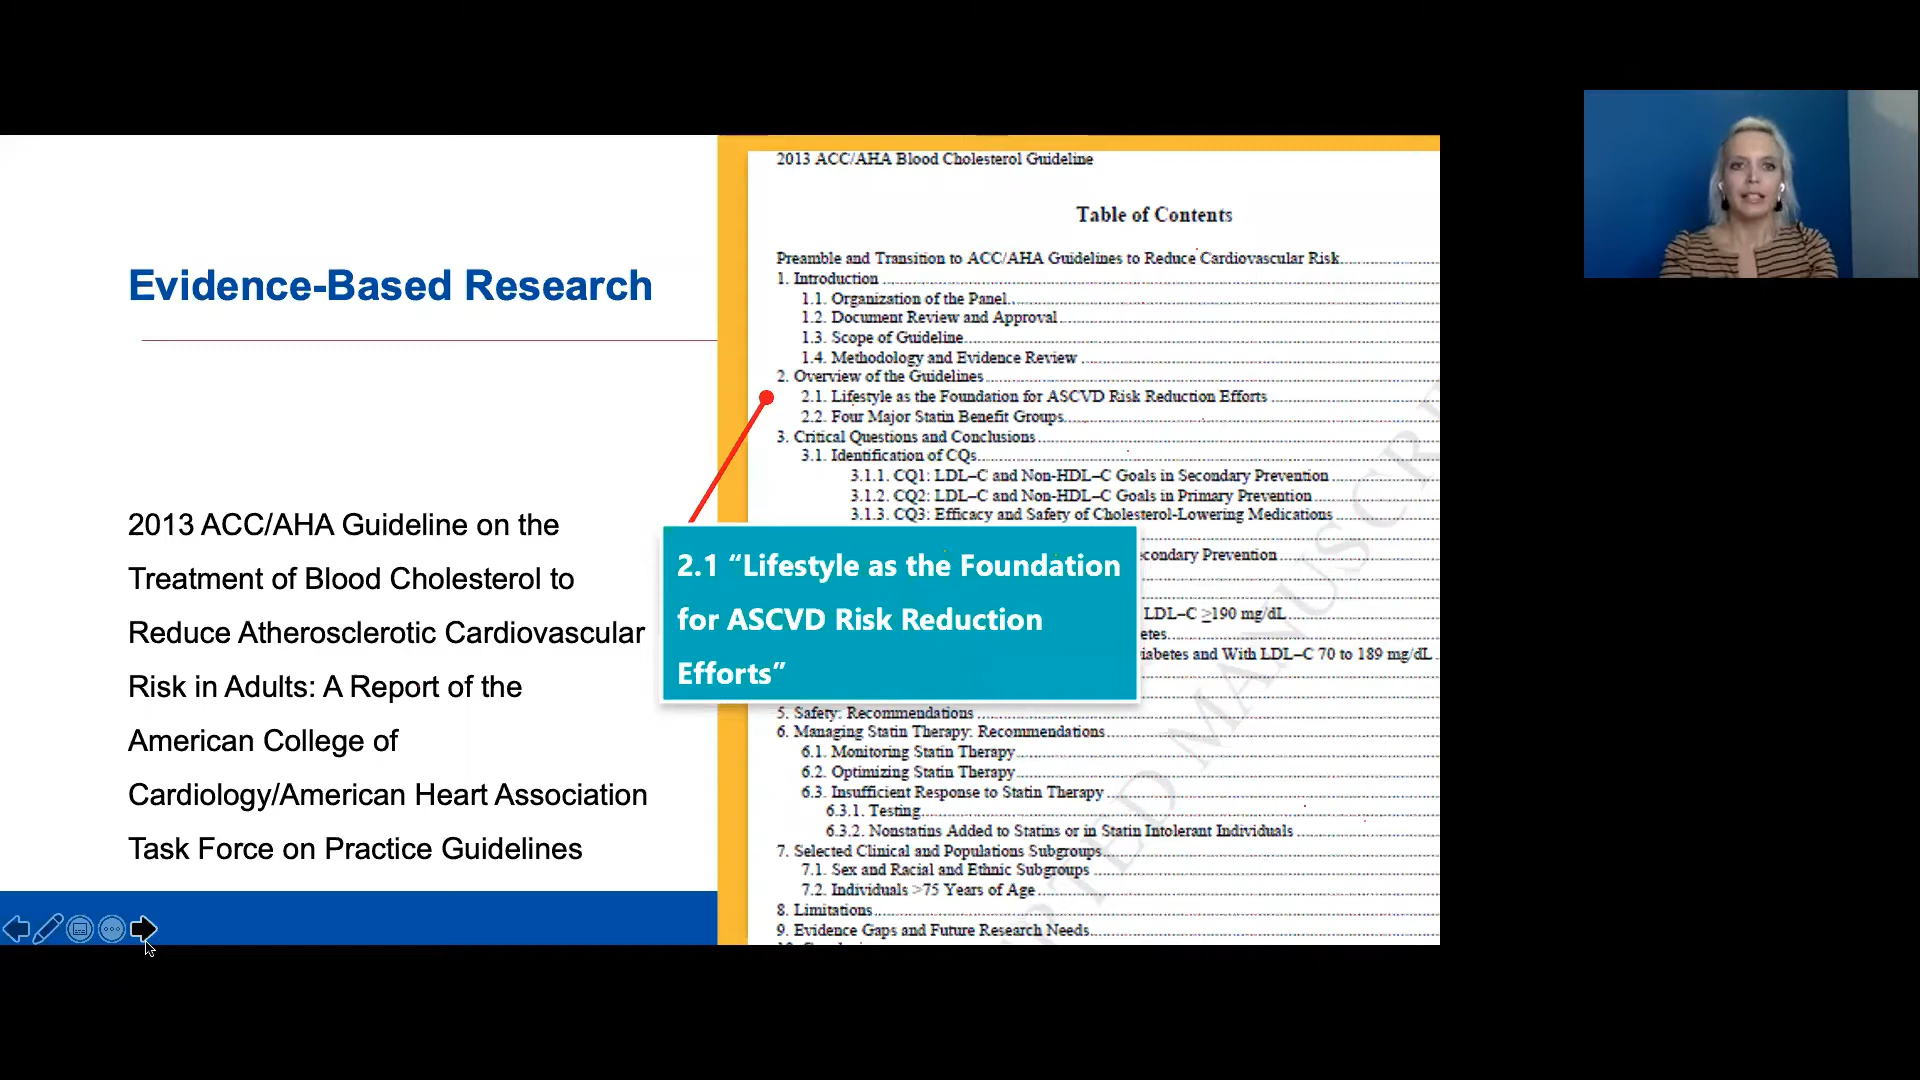 Evidence-Based Research
2013 ACC/AHA Guideline on the
Treatment of Blood Cholesterol to
Reduce Atherosclerotic Cardiovascular
Risk in Adults: A Report of the
American College of
Cardiology/American Heart Association
Task Force on Practice Guidelines
2013 ACC/AHA Blood Cholesterol Guideline
Table of Contents
Preamble and Transition to ACC/AHA Guidelines to Reduce Cardiovascular Risk
1. Introduction
1.1. Organization of the Panel
1.2. Document Review and Approval
1.3. Scope of Guideline
1.4. Methodology and Evidence Review
2. Overview of the Guidelines
2.1. Lifestyle as the Foundation for ASCVD Risk Reduction Efforts
2.2. Four Major Statin Benefit Groups
3. Critical Questions and Conclusions
3.1. Identification of CQs
3.1.1. CQ1: LDL–C and Non-HDL–C Goals in Secondary Prevention
3.1.2. CQ2: LDL–C and Non-HDL–C Goals in Primary Prevention
3.1.3. CQ3: Efficacy and Safety of Cholesterol-Lowering Medications
condary Prevention
LDL–C ≥190 mg/dL
etes
iabetes and With LDL–C 70 to 189 mg/dL
2.1 “Lifestyle as the Foundation
for ASCVD Risk Reduction
Efforts”
5. Safety: Recommendations
6. Managing Statin Therapy: Recommendations
6.1. Monitoring Statin Therapy
6.2. Optimizing Statin Therapy
6.3. Insufficient Response to Statin Therapy
6.3.1. Testing
6.3.2. Nonstatins Added to Statins or in Statin Intolerant Individuals
7. Selected Clinical and Populations Subgroups
7.1. Sex and Racial and Ethnic Subgroups
7.2. Individuals >75 Years of Age
8. Limitations
9. Evidence Gaps and Future Research Needs